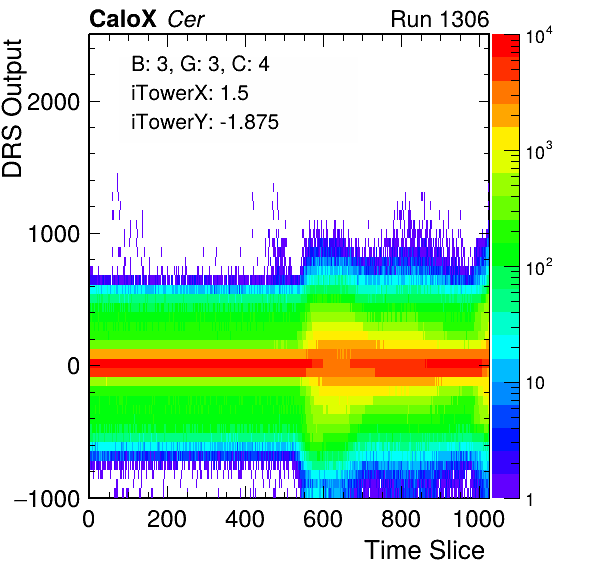 CaloX Cer Run 1306
B: 3, G: 3, C: 4
iTowerX: 1.5
iTowerY: -1.875
DRS Output
2000
1000
0
−1000
0 200 400 600 800 1000
Time Slice
10^4
10^3
10^2
10
1